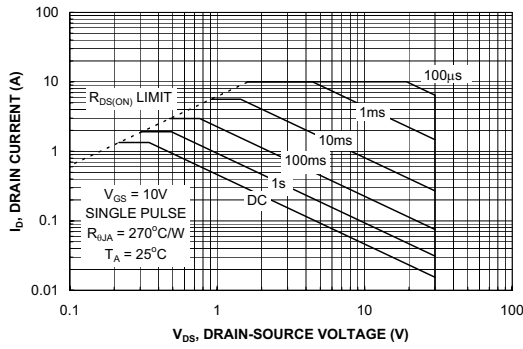 100
10
1
0.1
0.01
I_D, DRAIN CURRENT (A)
R_DS(ON) LIMIT
100μs
1ms
10ms
100ms
1s
DC
V_GS = 10V
SINGLE PULSE
R_θJA = 270°C/W
T_A = 25°C
0.1
1
10
100
V_DS, DRAIN-SOURCE VOLTAGE (V)